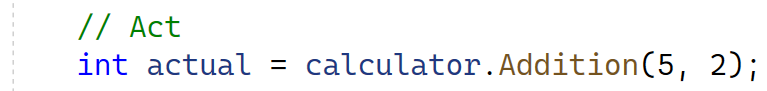 // Act
int actual = calculator.Addition(5, 2);